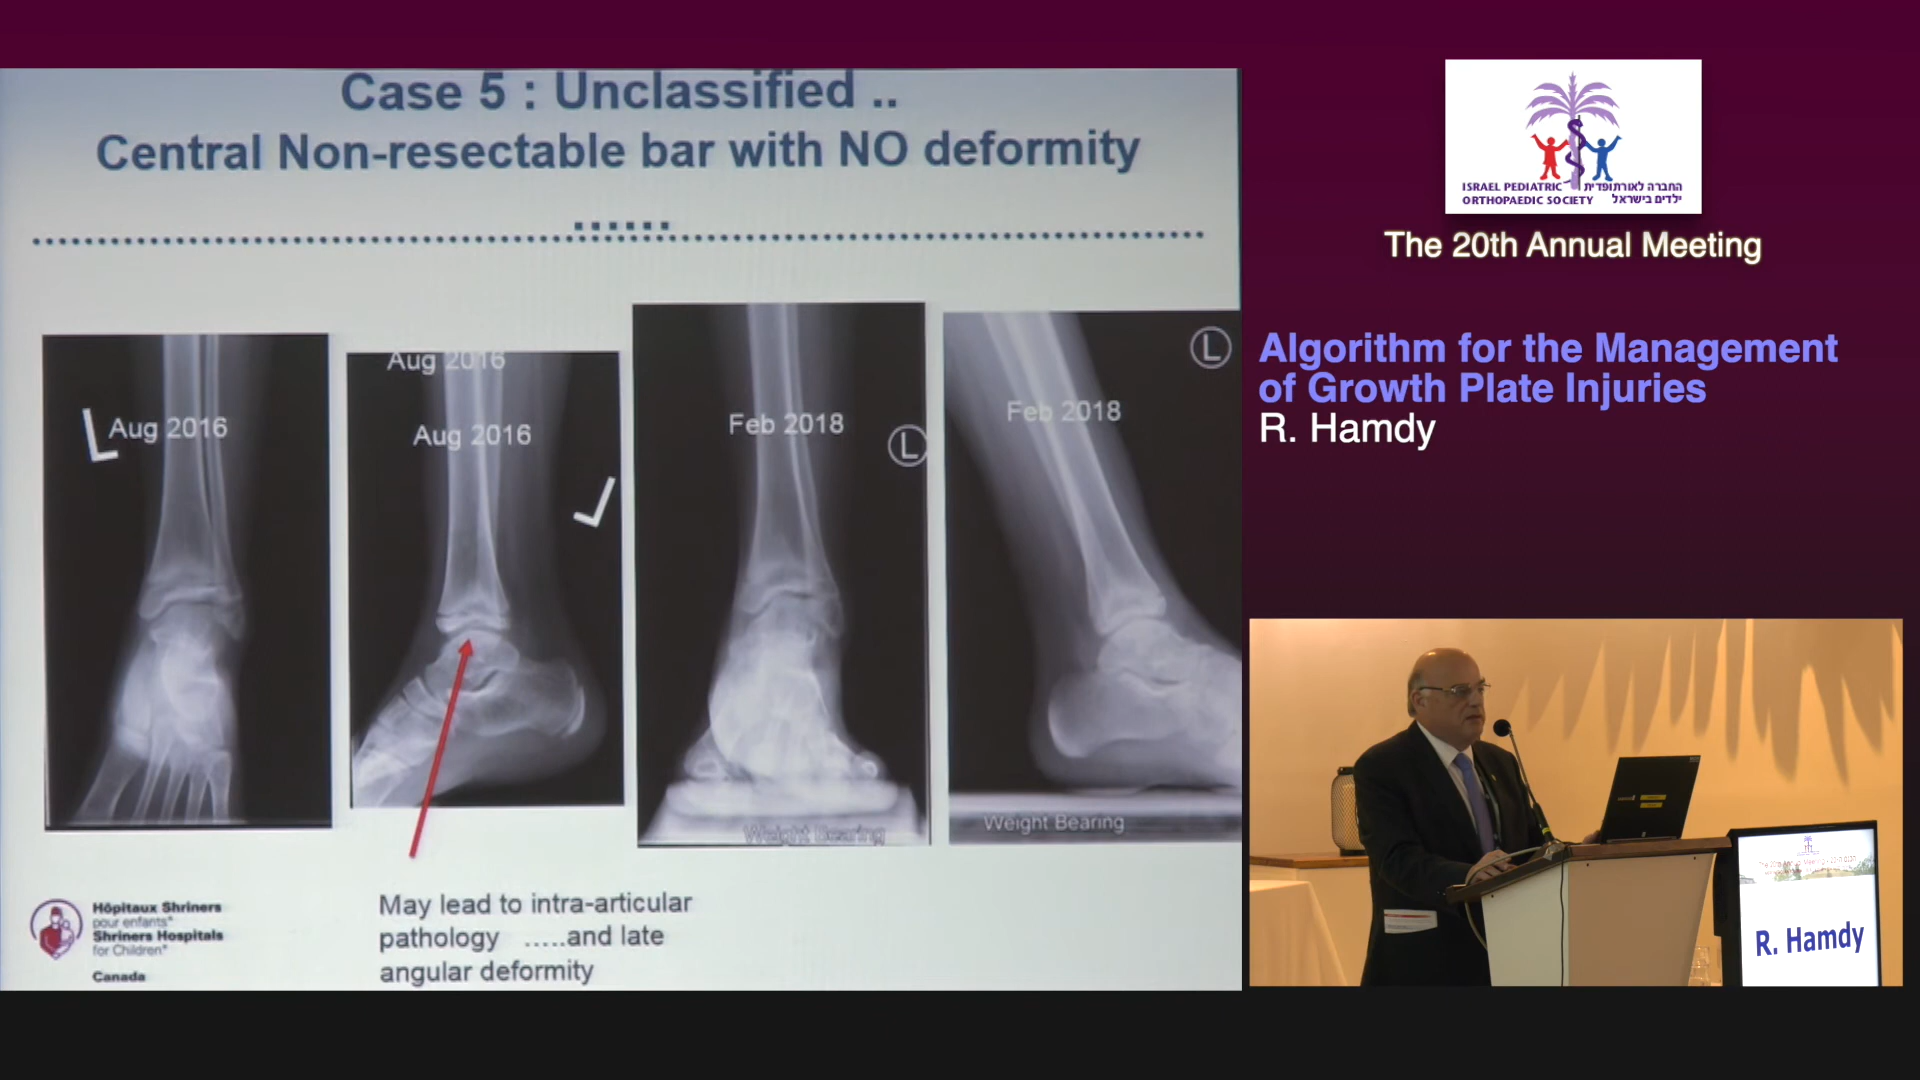 Case 5 : Unclassified ..
Central Non-resectable bar with NO deformity
......
L
Aug 2016
Aug 2016
Aug 2016
Feb 2018
L
Weight Bearing
Feb 2018
L
Weight Bearing
May lead to intra-articular
pathology .....and late
angular deformity
Hôpitaux Shriners
pour enfants
Shriners Hospitals
for Children
Canada
ISRAEL PEDIATRIC
ORTHOPAEDIC SOCIETY
החברה לאורתופדית
ילדים בישראל
The 20th Annual Meeting
Algorithm for the Management
of Growth Plate Injuries
R. Hamdy
R. Hamdy